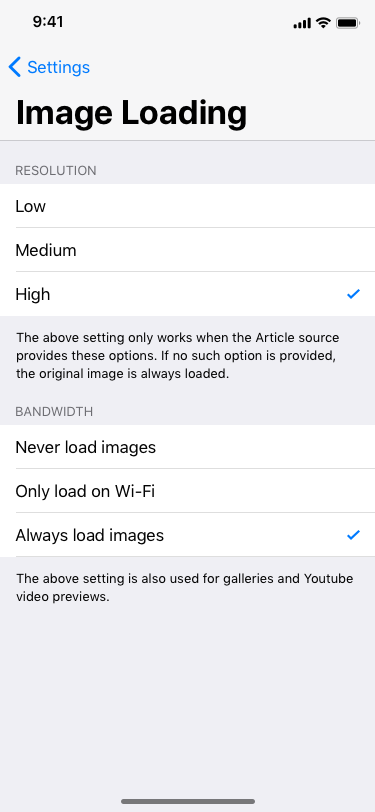 9:41
Settings
Image Loading
RESOLUTION
Low
Medium
High
The above setting only works when the Article source
provides these options. If no such option is provided,
the original image is always loaded.
BANDWIDTH
Never load images
Only load on Wi-Fi
Always load images
The above setting is also used for galleries and Youtube
video previews.